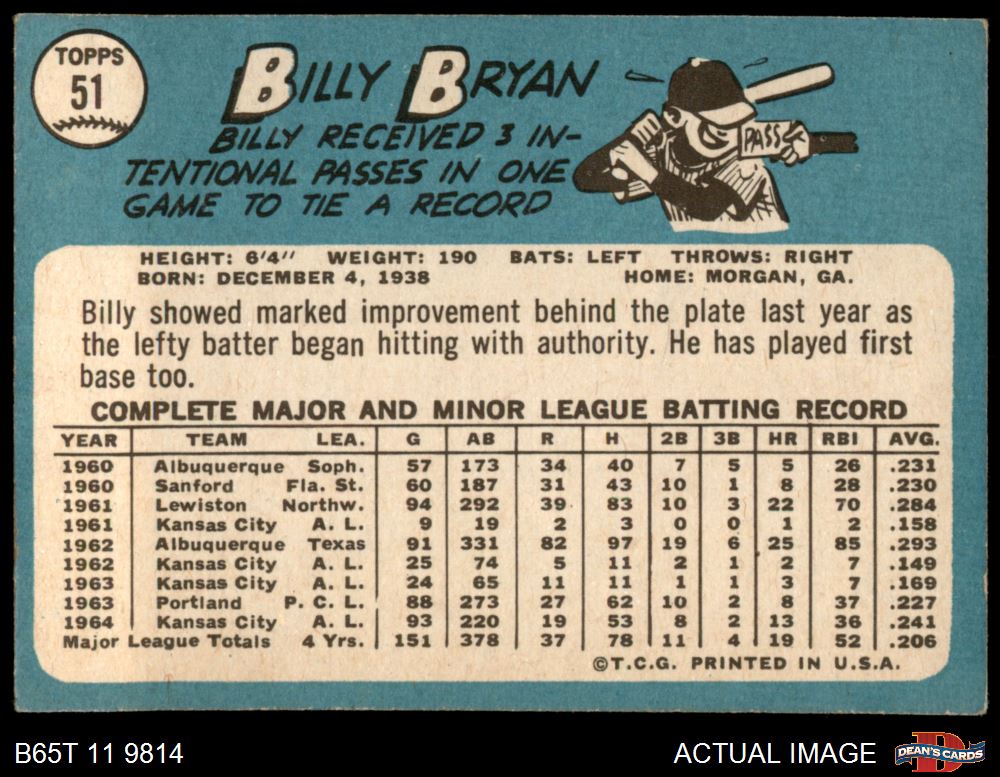 TOPPS
51
BILLY BRYAN
BILLY RECEIVED 3 IN-
TENTIONAL PASSES IN ONE
GAME TO TIE A RECORD
PASS
HEIGHT: 6'4" WEIGHT: 190 BATS: LEFT THROWS: RIGHT
BORN: DECEMBER 4, 1938 HOME: MORGAN, GA.
Billy showed marked improvement behind the plate last year as
the lefty batter began hitting with authority. He has played first
base too.
COMPLETE MAJOR AND MINOR LEAGUE BATTING RECORD
YEAR TEAM LEA. G AB R H 2B 3B HR RBI AVG.
1960 Albuquerque Soph. 57 173 34 40 7 5 5 26 .231
1960 Sanford Fla. St. 60 187 31 43 10 1 8 28 .230
1961 Lewiston Northw. 94 292 39 83 10 3 22 70 .284
1961 Kansas City A. L. 9 19 2 3 0 0 1 2 .158
1962 Albuquerque Texas 91 331 82 97 19 6 25 85 .293
1962 Kansas City A. L. 25 74 5 11 2 1 2 7 .149
1963 Kansas City A. L. 24 65 11 11 1 1 3 7 .169
1963 Portland P. C. L. 88 273 27 62 10 2 8 37 .227
1964 Kansas City A. L. 93 220 19 53 8 2 13 36 .241
Major League Totals 4 Yrs. 151 378 37 78 11 4 19 52 .206
©T.C.G. PRINTED IN U.S.A.
B65T 11 9814 ACTUAL IMAGE
DEAN'S CARDS